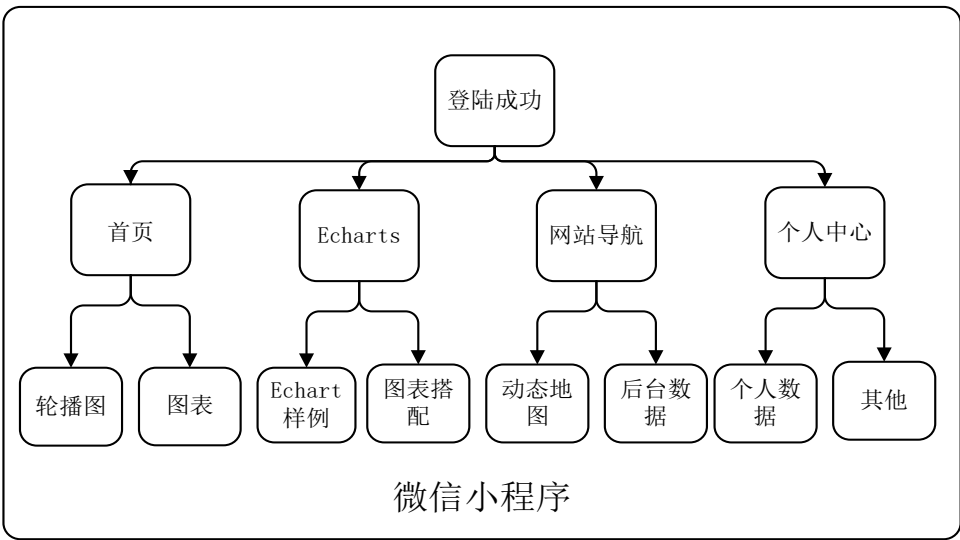 登陆成功
首页
Echarts
网站导航
个人中心
轮播图
图表
Echart
样例
图表搭
配
动态地
图
后台数
据
个人数
据
其他
微信小程序